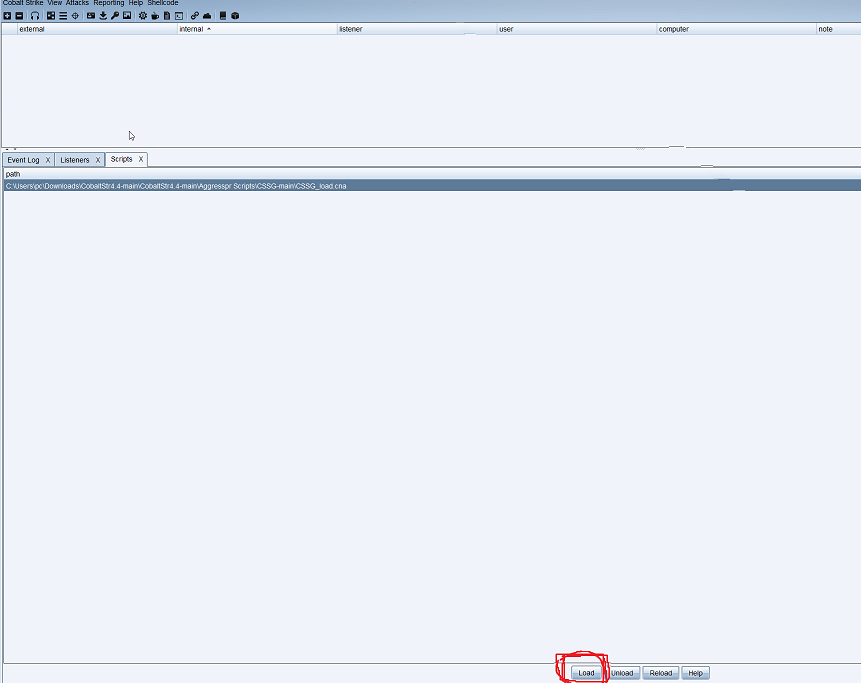 Cobalt Strike View Attacks Reporting Help Shellcode
external internal listener user computer note
Event Log X Listeners X Scripts X
path
C:\Users\pc\Downloads\CobaltStr4.4-main\CobaltStr4.4-main\Aggresspr Scripts\CSSG-main\CSSG_load.cna
Load Unload Reload Help